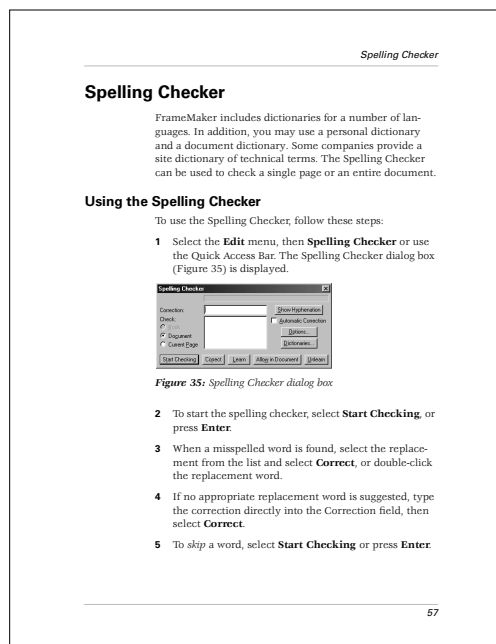 Spelling Checker
Spelling Checker
FrameMaker includes dictionaries for a number of lan-
guages. In addition, you may use a personal dictionary
and a document dictionary. Some companies provide a
site dictionary of technical terms. The Spelling Checker
can be used to check a single page or an entire document.
Using the Spelling Checker
To use the Spelling Checker, follow these steps:
1 Select the Edit menu, then Spelling Checker or use
the Quick Access Bar. The Spelling Checker dialog box
(Figure 35) is displayed.
Spelling Checker
Correction:
Show Hyphenation
Check:
Automatic Correction
Book
Options...
Document
Current Page
Dictionaries...
Start Checking Correct Learn Allow in Document Unlearn
Figure 35: Spelling Checker dialog box
2 To start the spelling checker, select Start Checking, or
press Enter.
3 When a misspelled word is found, select the replace-
ment from the list and select Correct, or double-click
the replacement word.
4 If no appropriate replacement word is suggested, type
the correction directly into the Correction field, then
select Correct.
5 To skip a word, select Start Checking or press Enter.
57